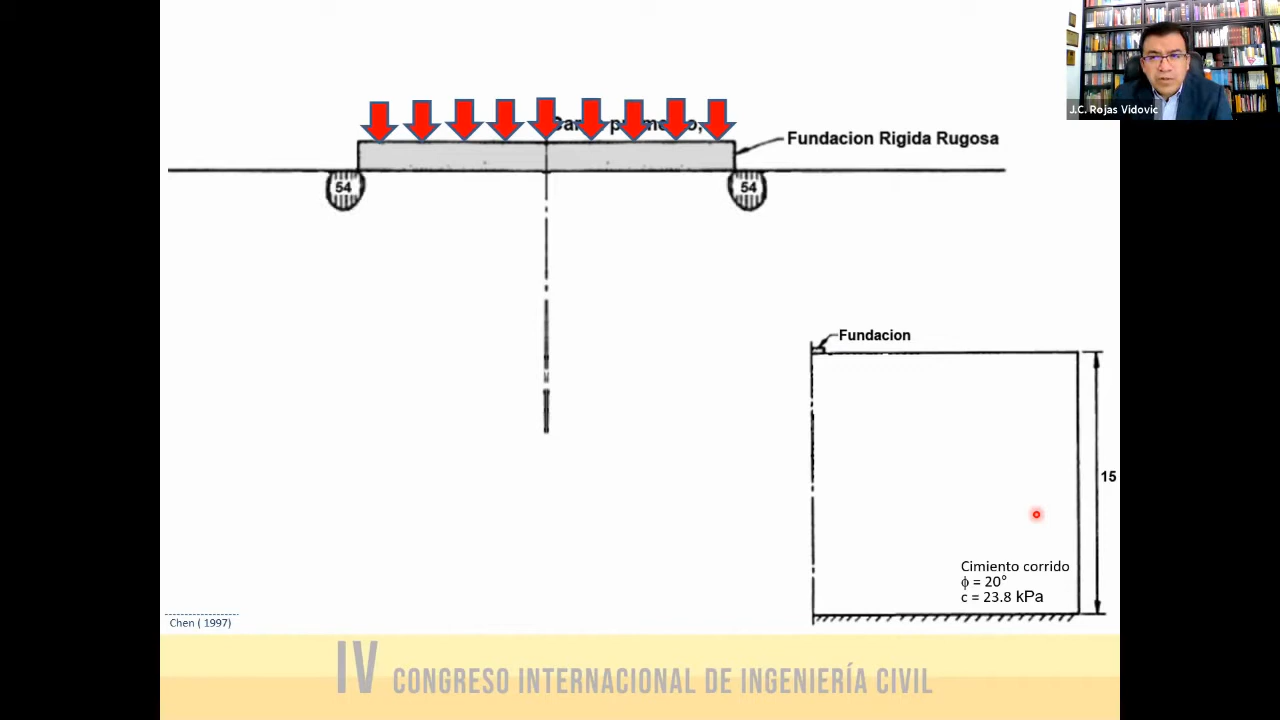 J.C. Rojas Vidovic
Fundacion Rigida Rugosa
54
54
Fundacion
15
Cimiento corrido
ϕ = 20°
c = 23.8 kPa
Chen ( 1997)
IV CONGRESO INTERNACIONAL DE INGENIERÍA CIVIL